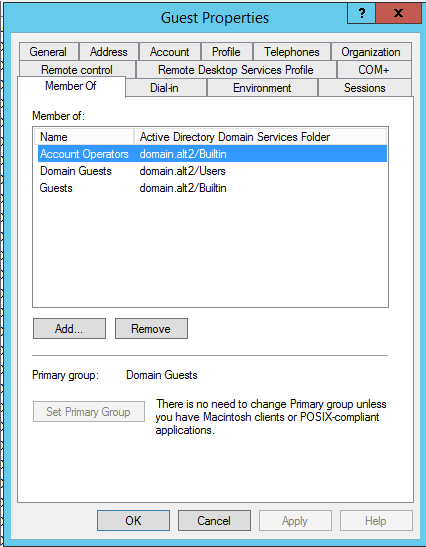 Guest Properties
? x
General Address Account Profile Telephones Organization
Remote control Remote Desktop Services Profile COM+
Member Of Dial-in Environment Sessions
Member of:
Name Active Directory Domain Services Folder
Account Operators domain.alt2/Builtin
Domain Guests domain.alt2/Users
Guests domain.alt2/Builtin
Add... Remove
Primary group: Domain Guests
Set Primary Group
There is no need to change Primary group unless
you have Macintosh clients or POSIX-compliant
applications.
OK Cancel Apply Help